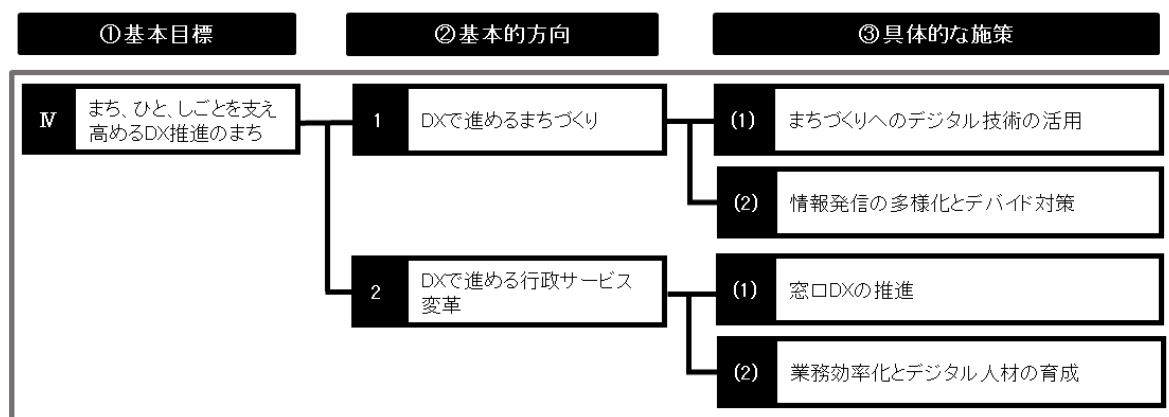 ①基本目標
②基本的方向
③具体的な施策
Ⅳ
まち、ひと、しごとを支え
高めるDX推進のまち
1
DXで進めるまちづくり
(1)
まちづくりへのデジタル技術の活用
(2)
情報発信の多様化とデバイド対策
2
DXで進める行政サービス
変革
(1)
窓口DXの推進
(2)
業務効率化とデジタル人材の育成